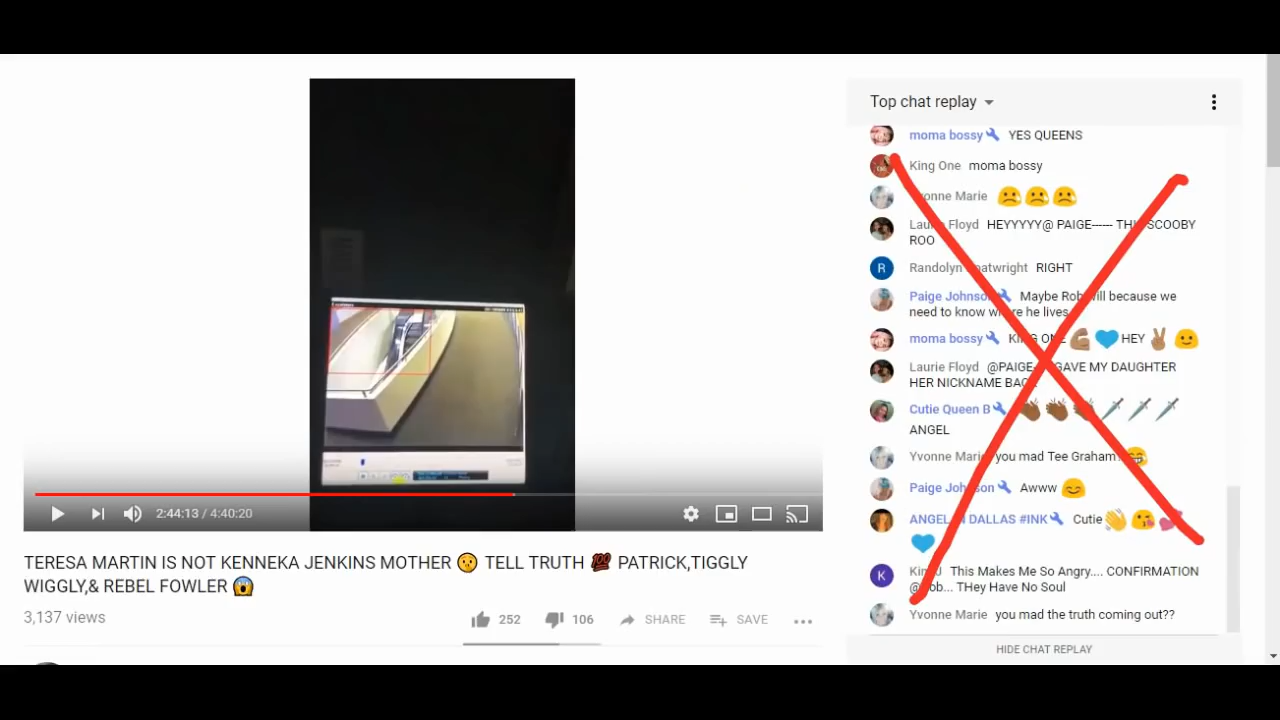 Top chat replay
moma bossy YES QUEENS
King One moma bossy
Yvonne Marie 😢😢😢
Laurie Floyd HEYYYYY@ PAIGE------ THIS SCOOBY
ROO
Randolyn Boatwright RIGHT
Paige Johnson Maybe Rob will because we
need to know where he lives
moma bossy KING ONE 💪🏽💙HEY ✌🏽🙂
Laurie Floyd @PAIGE- GAVE MY DAUGHTER
HER NICKNAME BACK
Cutie Queen B 👏🏾👏🏾👏🏾🗡🗡🗡
ANGEL
Yvonne Marie you mad Tee Graham? 😂
Paige Johnson Awww 😊
ANGEL N DALLAS #INK Cutie👋😘💕
💙
K
King J This Makes Me So Angry.... CONFIRMATION
@Rob... THey Have No Soul
Yvonne Marie you mad the truth coming out??
HIDE CHAT REPLAY
2:44:13 / 4:40:20
TERESA MARTIN IS NOT KENNEKA JENKINS MOTHER 🤫 TELL TRUTH 💯 PATRICK,TIGGLY
WIGGLY,& REBEL FOWLER 😱
3,137 views
252
106
SHARE
SAVE